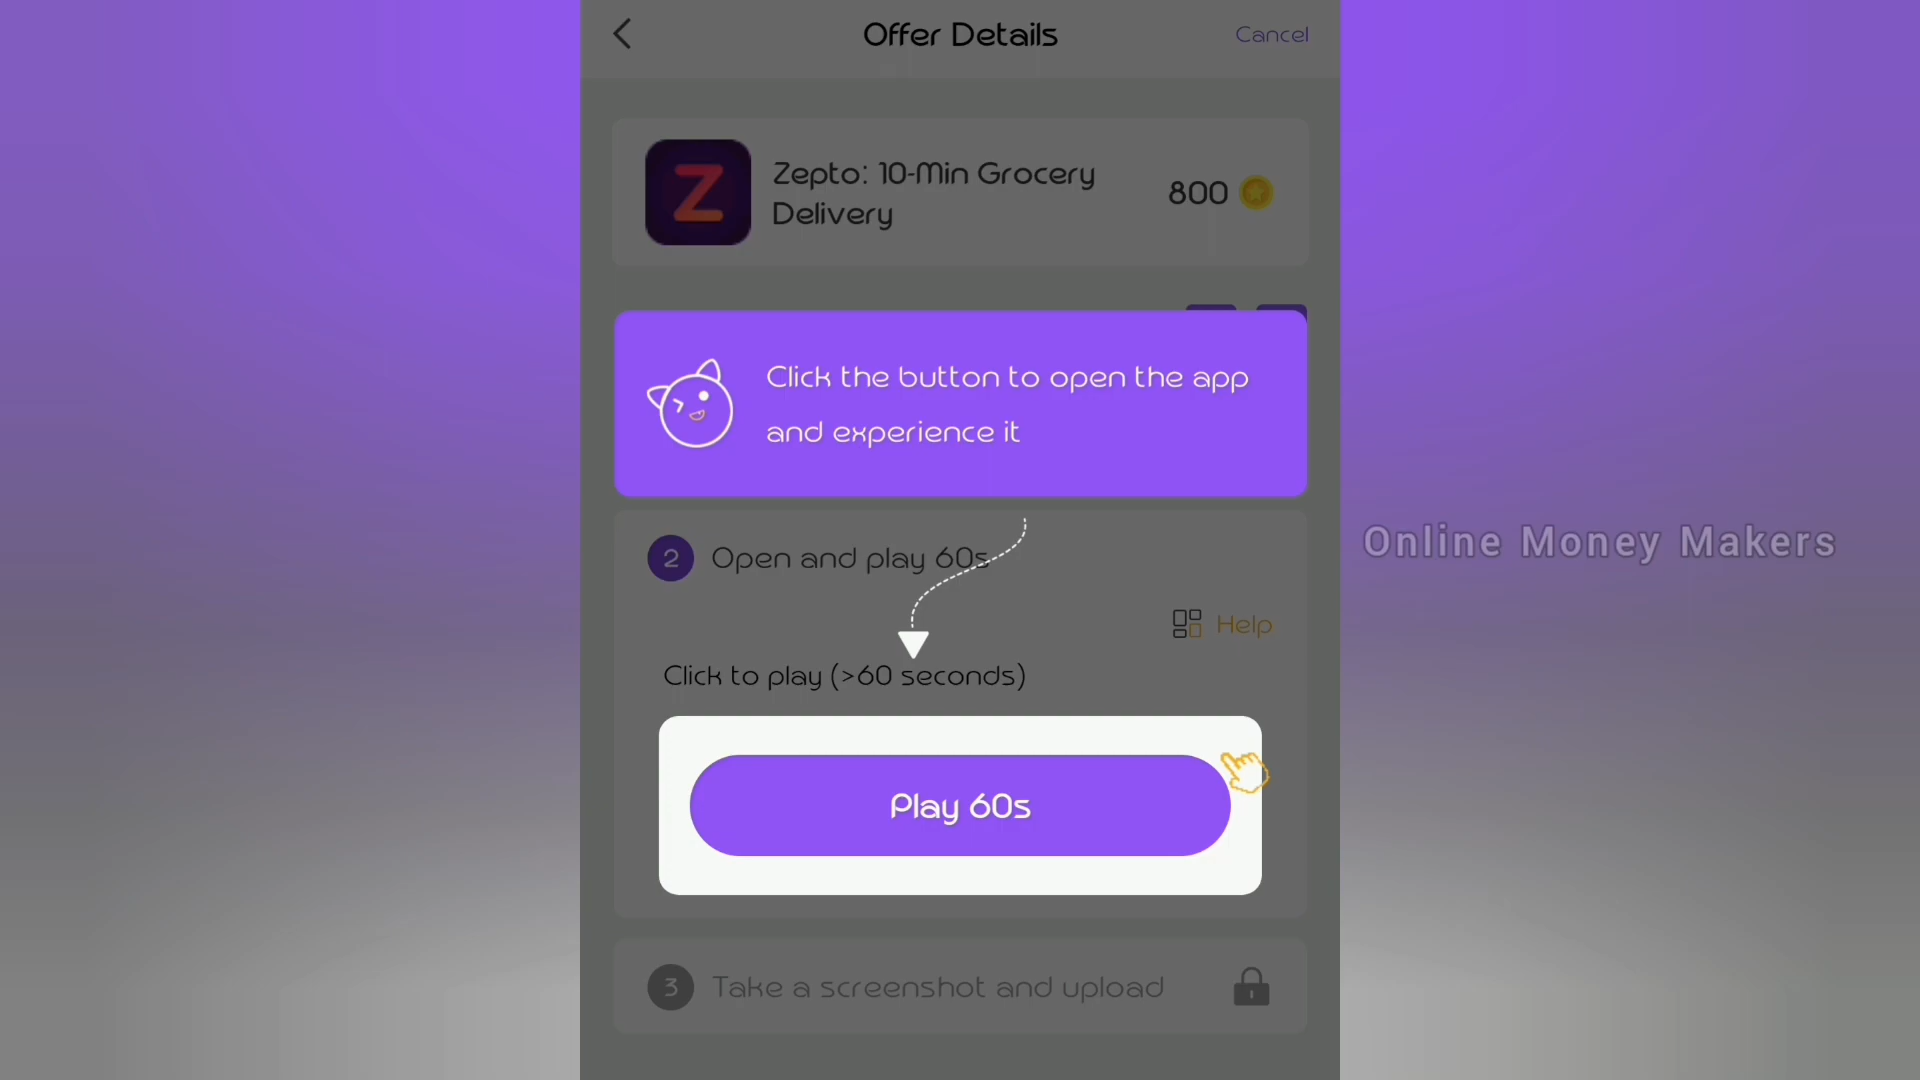 Offer Details
Cancel
Z
Zepto: 10-Min Grocery
Delivery
800
Click the button to open the app
and experience it
2 Open and play 60s
Help
Click to play (>60 seconds)
Play 60s
3 Take a screenshot and upload
Online Money Makers